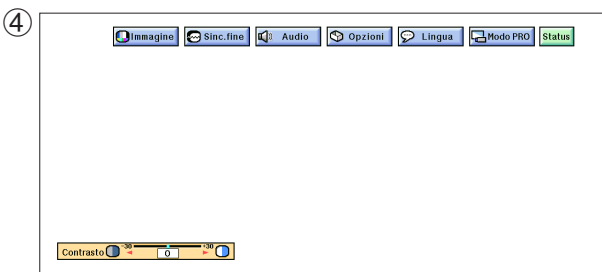 ④
Immagine Sinc.fine Audio Opzioni Lingua Modo PRO Status
Contrasto -30 0 +30